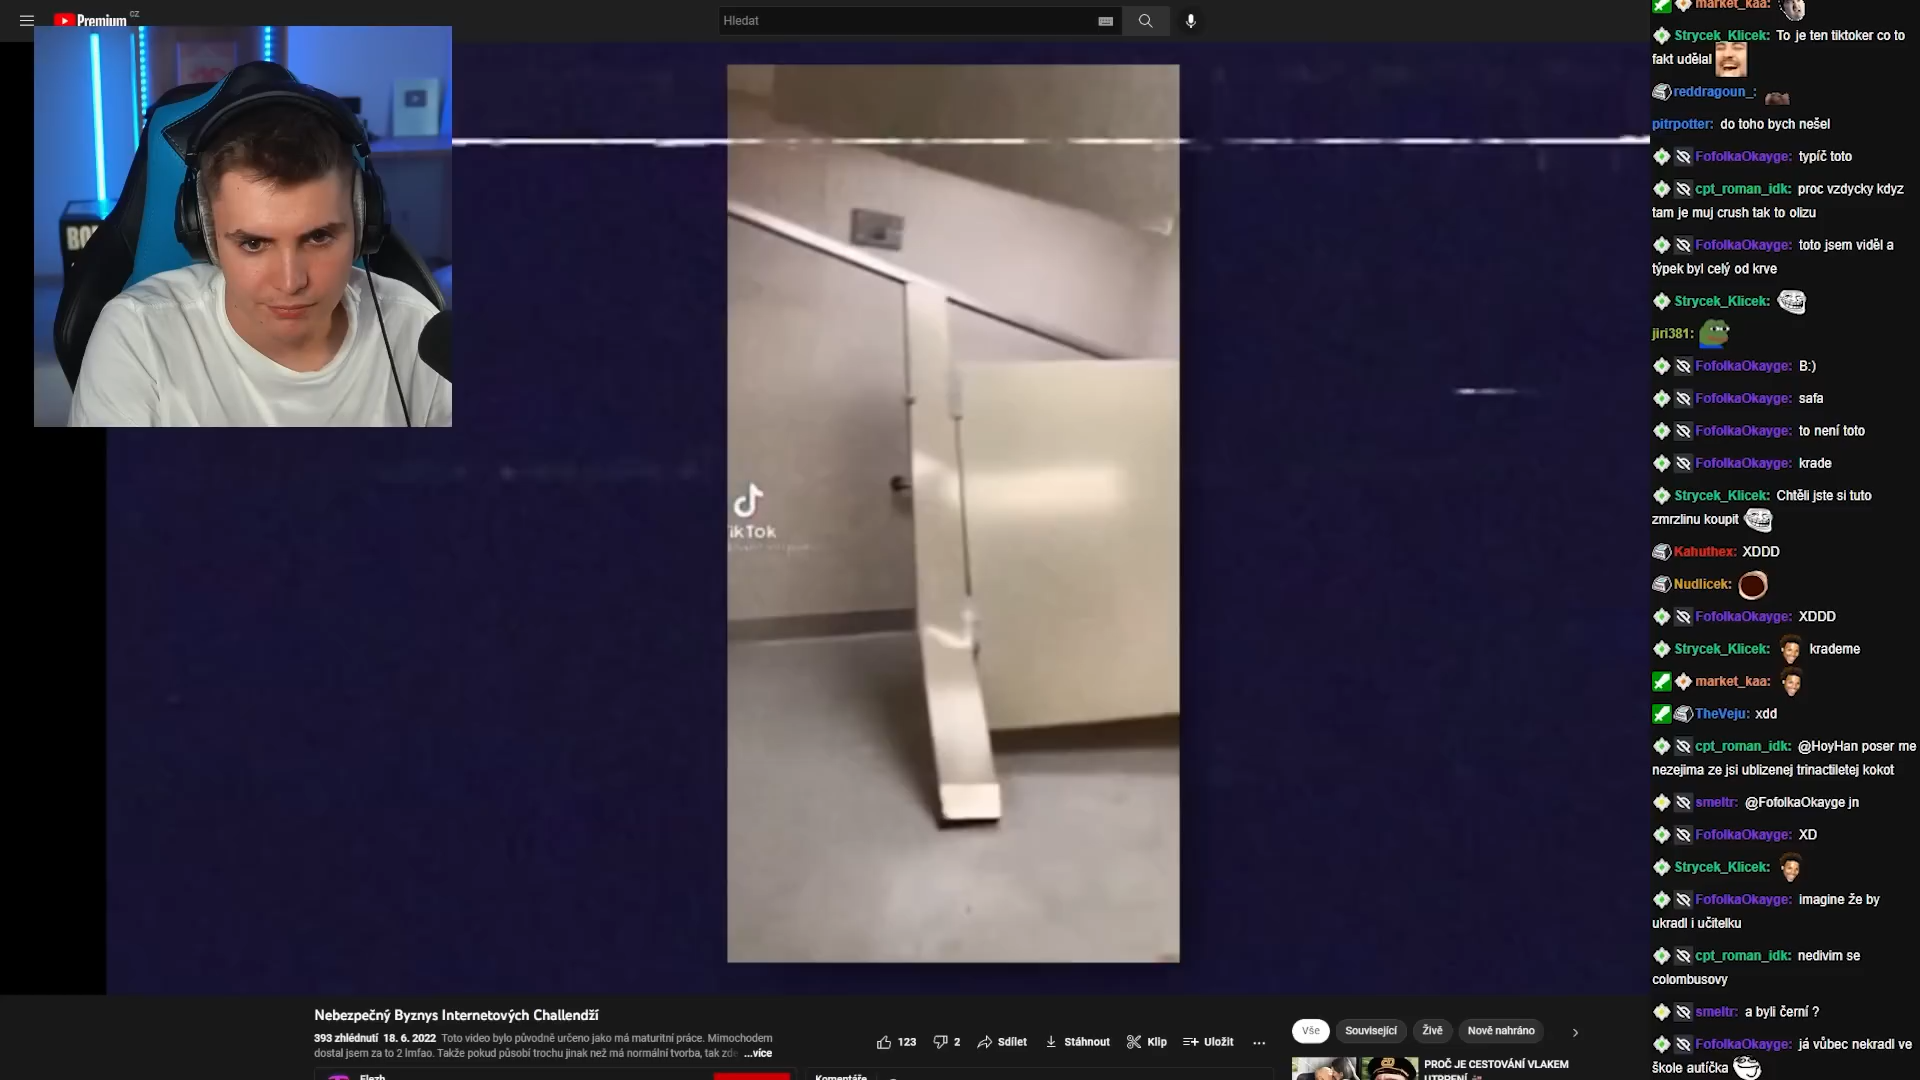 Premium CZ
Hledat
BO
ikTok
Nebezpečný Byznys Internetových Challendží
393 zhlédnutí 18. 6. 2022 Toto video bylo původně určeno jako má maturitní práce. Mimochodem
dostal jsem za to 2 lmfao. Takže pokud působí trochu jinak než má normální tvorba, tak zde ...více
123
2
Sdílet
Stáhnout
Klip
Uložit
Vše
Související
Živě
Nově nahráno
PROČ JE CESTOVÁNÍ VLAKEM
UTRPENÍ
Flezh
Komentáře
market_kaa:
Strycek_Klicek: To je ten tiktoker co to
fakt udělal
reddragoun_:
pitrpotter: do toho bych nešel
FofolkaOkayge: typíč toto
cpt_roman_idk: proc vzdycky kdyz
tam je muj crush tak to olizu
FofolkaOkayge: toto jsem viděl a
týpek byl celý od krve
Strycek_Klicek:
jiri381:
FofolkaOkayge: B:)
FofolkaOkayge: safa
FofolkaOkayge: to není toto
FofolkaOkayge: krade
Strycek_Klicek: Chtěli jste si tuto
zmrzlinu koupit
Kahuthex: XDDD
Nudlicek:
FofolkaOkayge: XDDD
Strycek_Klicek: krademe
market_kaa:
TheVeju: xdd
cpt_roman_idk: @HoyHan poser me
nezejima ze jsi ublizenej trinactiletej kokot
smeltr: @FofolkaOkayge jn
FofolkaOkayge: XD
Strycek_Klicek:
FofolkaOkayge: imagine že by
ukradl i učitelku
cpt_roman_idk: nedivim se
colombusovy
smeltr: a byli černí ?
FofolkaOkayge: já vůbec nekradl ve
škole autíčka